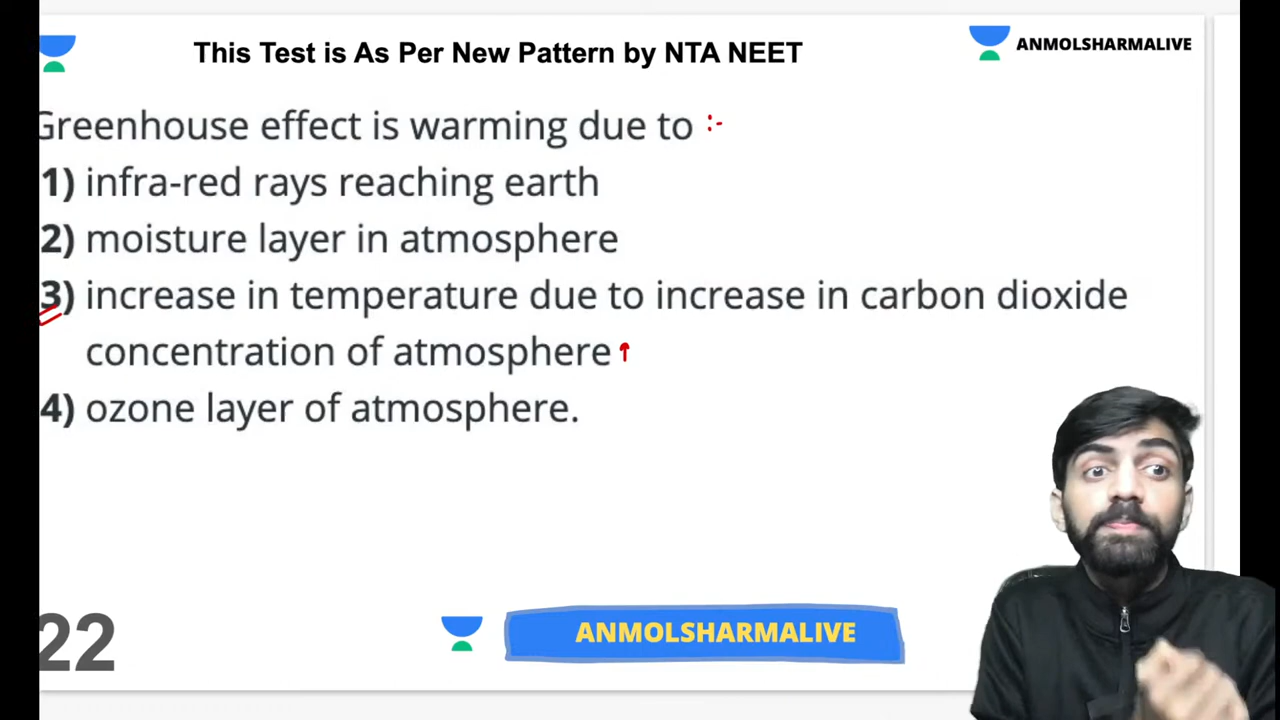 This Test is As Per New Pattern by NTA NEET
ANMOLSHARMALIVE
Greenhouse effect is warming due to :-
1) infra-red rays reaching earth
2) moisture layer in atmosphere
3) increase in temperature due to increase in carbon dioxide
concentration of atmosphere
4) ozone layer of atmosphere.
22
ANMOLSHARMALIVE